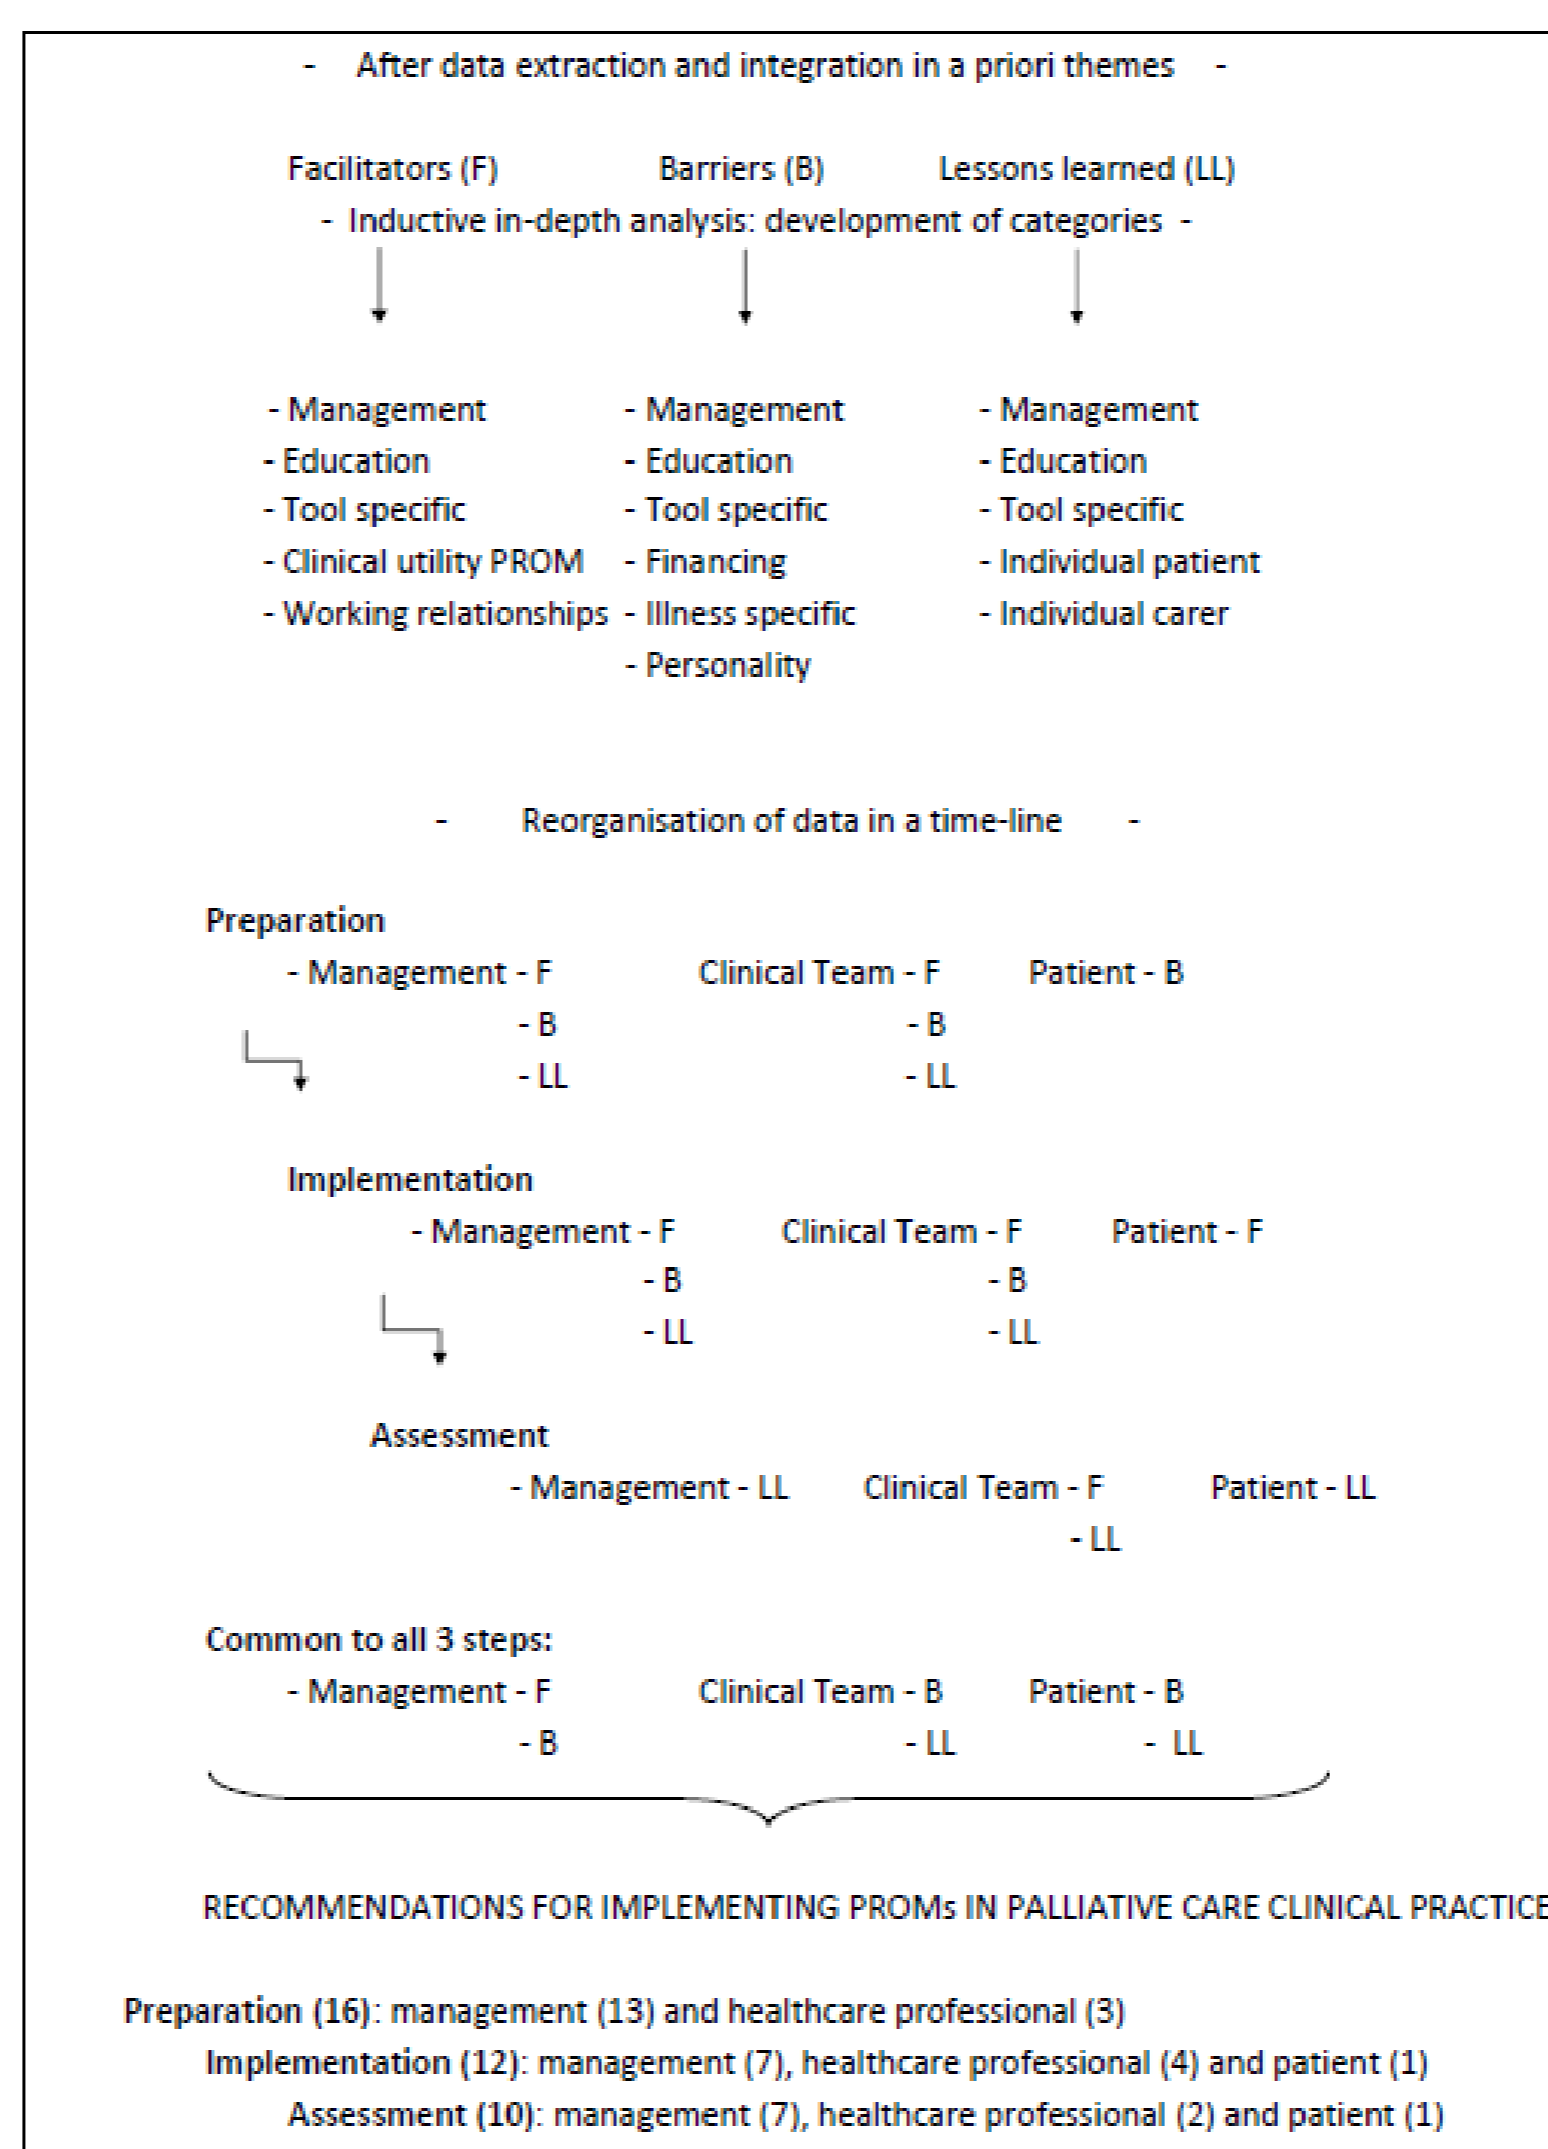 - After data extraction and integration in a priori themes -
Facilitators (F) Barriers (B) Lessons learned (LL)
- Inductive in-depth analysis: development of categories -
- Management - Management - Management
- Education - Education - Education
- Tool specific - Tool specific - Tool specific
- Clinical utility PROM - Financing - Individual patient
- Working relationships - Illness specific - Individual carer
- Personality
- Reorganisation of data in a time-line -
Preparation
- Management - F Clinical Team - F Patient - B
- B - B
- LL - LL
Implementation
- Management - F Clinical Team - F Patient - F
- B - B
- LL - LL
Assessment
- Management - LL Clinical Team - F Patient - LL
- LL
Common to all 3 steps:
- Management - F Clinical Team - B Patient - B
- B - LL - LL
RECOMMENDATIONS FOR IMPLEMENTING PROMs IN PALLIATIVE CARE CLINICAL PRACTICE
Preparation (16): management (13) and healthcare professional (3)
Implementation (12): management (7), healthcare professional (4) and patient (1)
Assessment (10): management (7), healthcare professional (2) and patient (1)